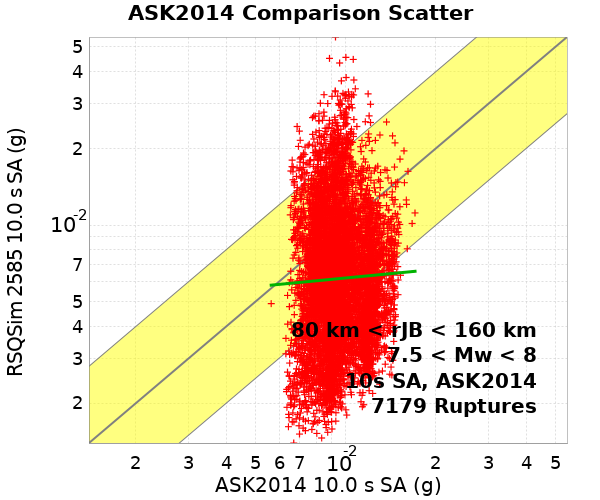 ASK2014 Comparison Scatter
RSQSim 2585 10.0 s SA (g)
5
4
3
2
10-2
7
5
4
3
2
80 km < rJB < 160 km
7.5 < Mw < 8
10s SA, ASK2014
7179 Ruptures
2 3 4 5 6 7 10-2 2 3 4 5
ASK2014 10.0 s SA (g)